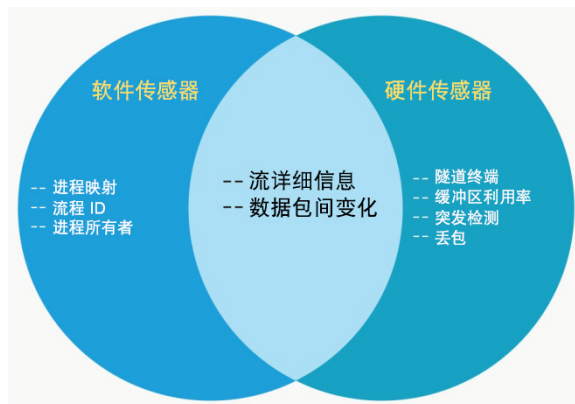 软件传感器
-- 进程映射
-- 流程 ID
-- 进程所有者
-- 流详细信息
-- 数据包间变化
硬件传感器
-- 隧道终端
-- 缓冲区利用率
-- 突发检测
-- 丢包